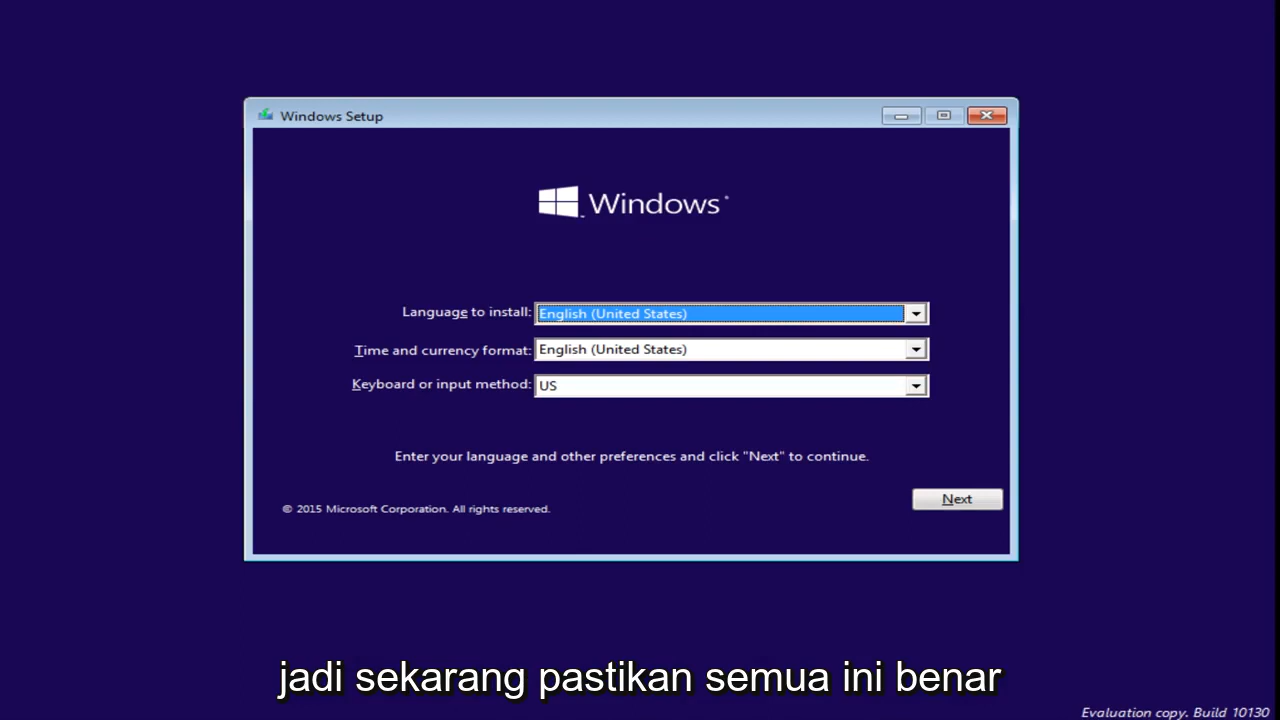 Windows Setup
Windows
Language to install: English (United States)
Time and currency format: English (United States)
Keyboard or input method: US
Enter your language and other preferences and click "Next" to continue.
Next
© 2015 Microsoft Corporation. All rights reserved.
jadi sekarang pastikan semua ini benar
Evaluation copy. Build 10130